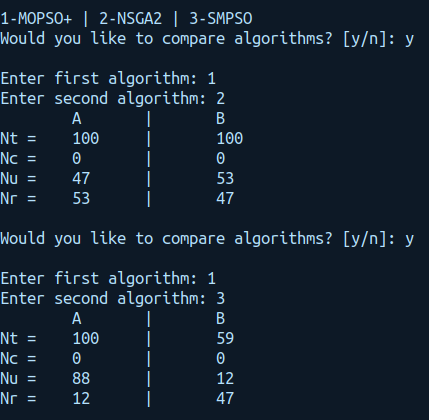 1-MOPSO+ | 2-NSGA2 | 3-SMPSO
Would you like to compare algorithms? [y/n]: y
Enter first algorithm: 1
Enter second algorithm: 2
A | B
Nt = 100 | 100
Nc = 0 | 0
Nu = 47 | 53
Nr = 53 | 47
Would you like to compare algorithms? [y/n]: y
Enter first algorithm: 1
Enter second algorithm: 3
A | B
Nt = 100 | 59
Nc = 0 | 0
Nu = 88 | 12
Nr = 12 | 47